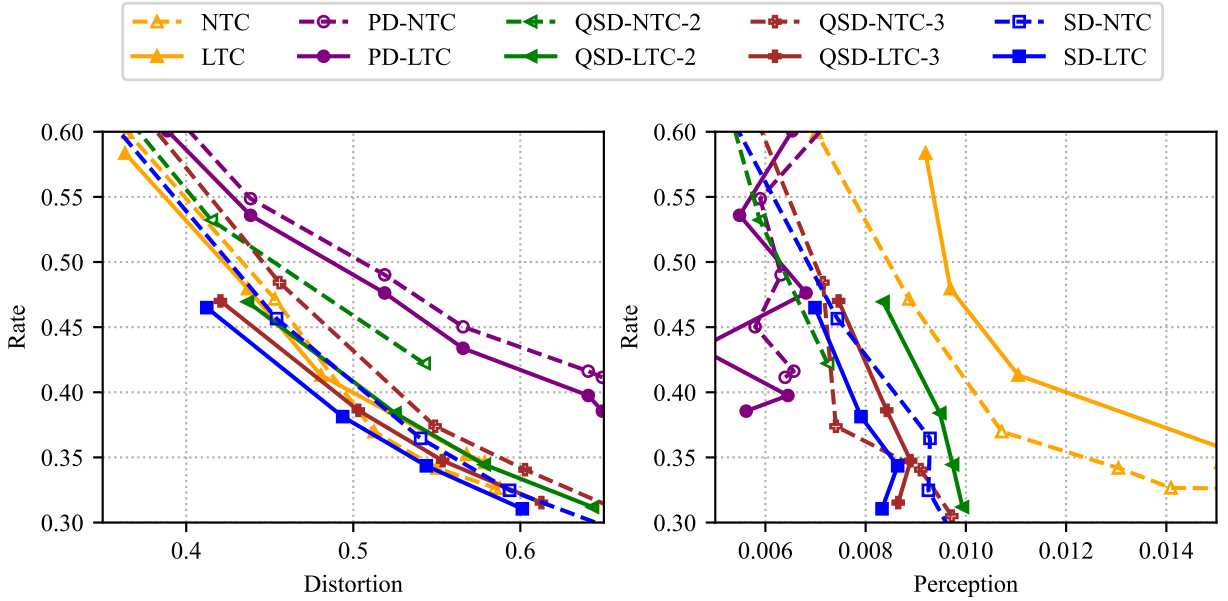 NTC PD-NTC QSD-NTC-2 QSD-NTC-3 SD-NTC
LTC PD-LTC QSD-LTC-2 QSD-LTC-3 SD-LTC
0.60
0.55
0.50
0.45
0.40
0.35
0.30
Rate
0.4 0.5 0.6
Distortion
0.60
0.55
0.50
0.45
0.40
0.35
0.30
Rate
0.006 0.008 0.010 0.012 0.014
Perception